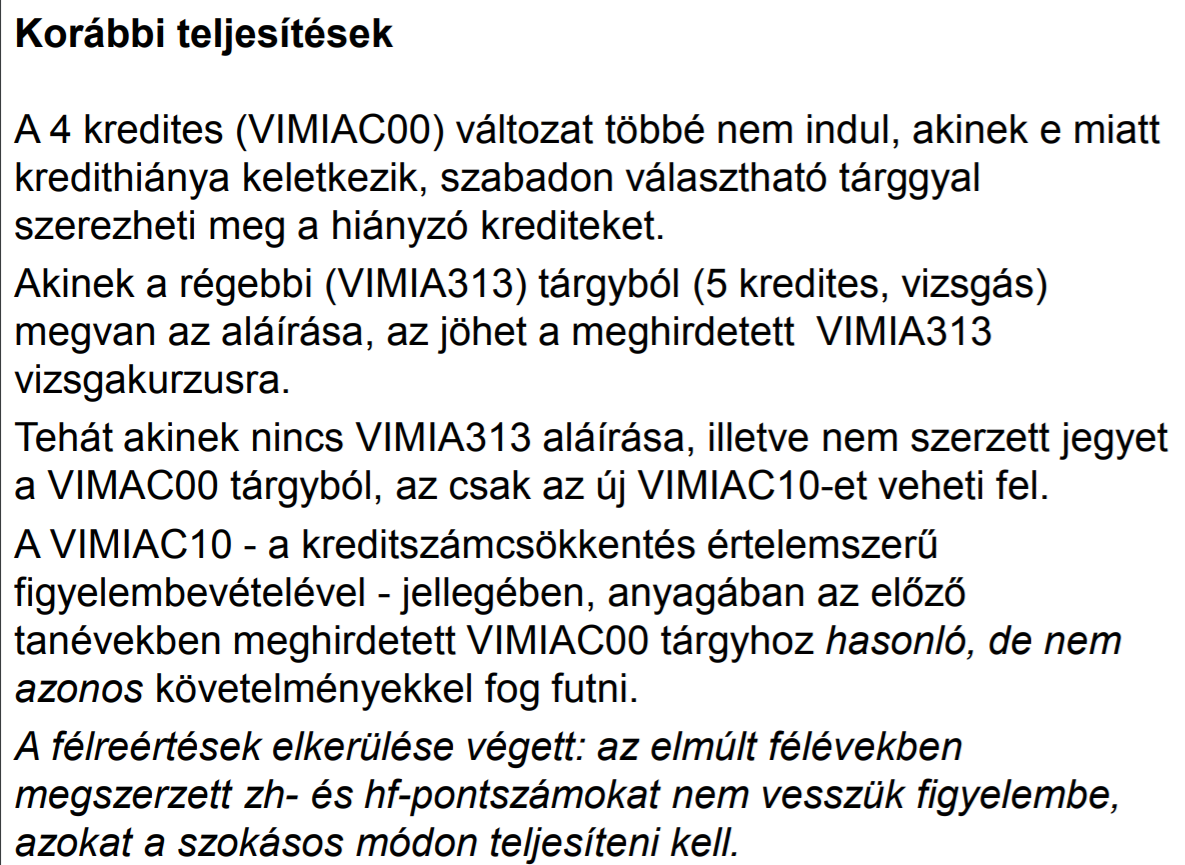 Korábbi teljesítések
A 4 kredites (VIMIAC00) változat többé nem indul, akinek e miatt
kredithiánya keletkezik, szabadon választható tárggyal
szerezheti meg a hiányzó krediteket.
Akinek a régebbi (VIMIA313) tárgyból (5 kredites, vizsgás)
megvan az aláírása, az jöhet a meghirdetett VIMIA313
vizsgakurzusra.
Tehát akinek nincs VIMIA313 aláírása, illetve nem szerzett jegyet
a VIMAC00 tárgyból, az csak az új VIMIAC10-et veheti fel.
A VIMIAC10 - a kreditszámcsökkentés értelemszerű
figyelembevételével - jellegében, anyagában az előző
tanévekben meghirdetett VIMIAC00 tárgyhoz hasonló, de nem
azonos követelményekkel fog futni.
A félreértések elkerülése végett: az elmúlt félévekben
megszerzett zh- és hf-pontszámokat nem vesszük figyelembe,
azokat a szokásos módon teljesíteni kell.